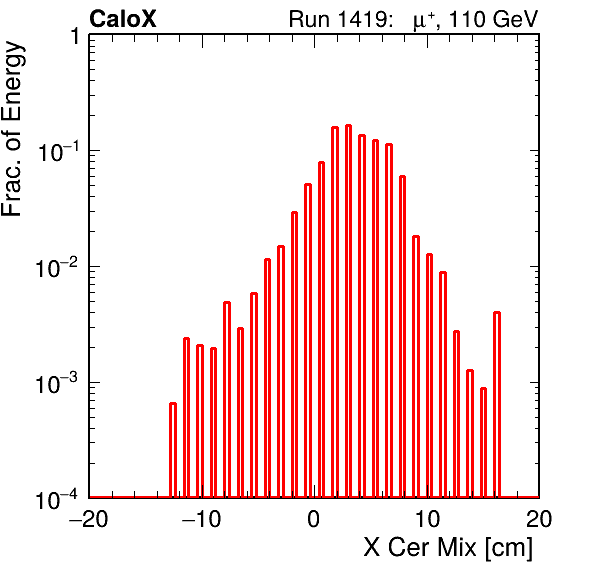 CaloX Run 1419: μ⁺, 110 GeV
Frac. of Energy
1
10⁻¹
10⁻²
10⁻³
10⁻⁴
−20 −10 0 10 20
X Cer Mix [cm]